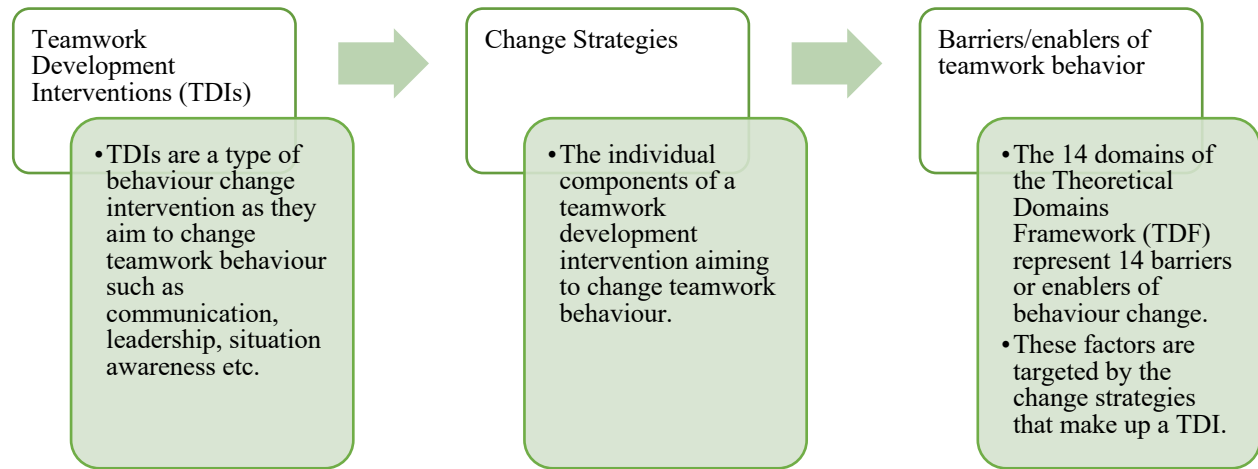 Teamwork
Development
Interventions (TDIs)
•TDIs are a type of
behaviour change
intervention as they
aim to change
teamwork behaviour
such as
communication,
leadership, situation
awareness etc.
Change Strategies
•The individual
components of a
teamwork
development
intervention aiming
to change teamwork
behaviour.
Barriers/enablers of
teamwork behavior
•The 14 domains of
the Theoretical
Domains
Framework (TDF)
represent 14 barriers
or enablers of
behaviour change.
•These factors are
targeted by the
change strategies
that make up a TDI.